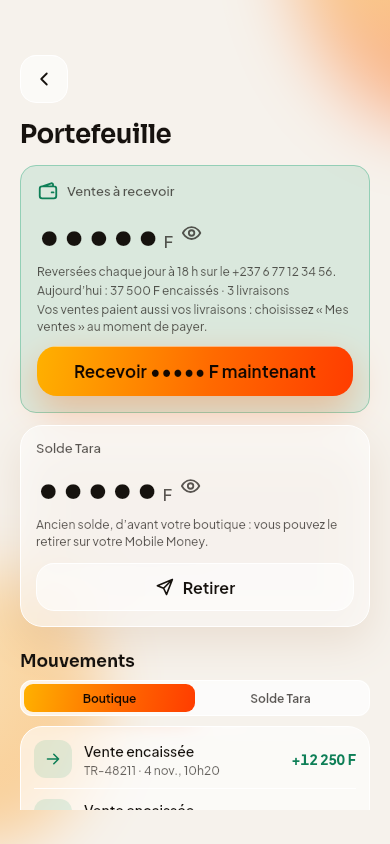 Portefeuille
Ventes à recevoir
●●●●● F
Reversées chaque jour à 18 h sur le +237 6 77 12 34 56.
Aujourd'hui : 37 500 F encaissés · 3 livraisons
Vos ventes paient aussi vos livraisons : choisissez « Mes
ventes » au moment de payer.
Recevoir ●●●●● F maintenant
Solde Tara
●●●●● F
Ancien solde, d'avant votre boutique : vous pouvez le
retirer sur votre Mobile Money.
Retirer
Mouvements
Boutique
Solde Tara
Vente encaissée
+12 250 F
TR-48211 · 4 nov., 10h20
Vente encaissée